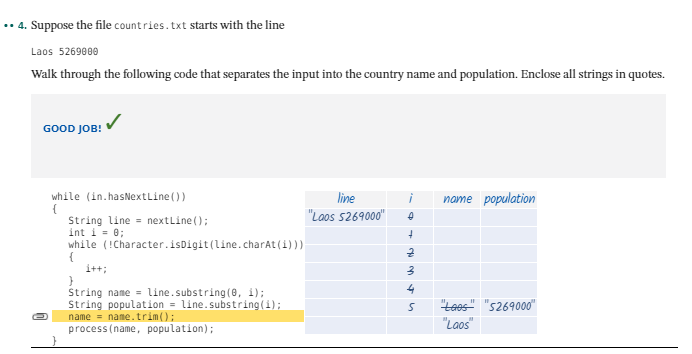 •• 4. Suppose the file countries.txt starts with the line
Laos 5269000
Walk through the following code that separates the input into the country name and population. Enclose all strings in quotes.
GOOD JOB! ✓
while (in.hasNextLine())
{
String line = nextLine();
int i = 0;
while (!Character.isDigit(line.charAt(i)))
{
i++;
}
String name = line.substring(0, i);
String population = line.substring(i);
name = name.trim();
process(name, population);
}
line i name population
"Laos 5269000" 0
1
2
3
4
5 "Laos " "5269000"
"Laos"